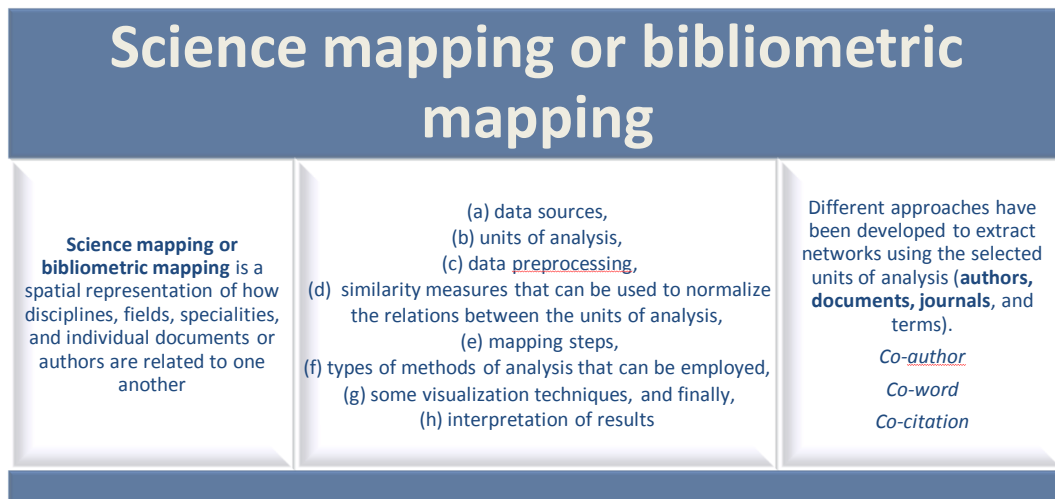 Science mapping or bibliometric
mapping
Science mapping or
bibliometric mapping is a
spatial representation of how
disciplines, fields, specialities,
and individual documents or
authors are related to one
another
(a) data sources,
(b) units of analysis,
(c) data preprocessing,
(d) similarity measures that can be used to normalize
the relations between the units of analysis,
(e) mapping steps,
(f) types of methods of analysis that can be employed,
(g) some visualization techniques, and finally,
(h) interpretation of results
Different approaches have
been developed to extract
networks using the selected
units of analysis (authors,
documents, journals, and
terms).
Co-author
Co-word
Co-citation